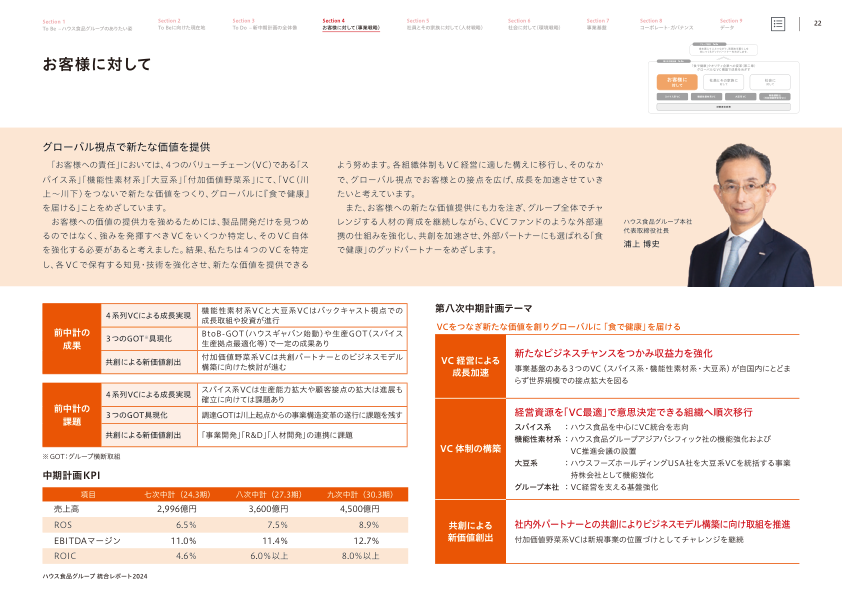 Section 1
To Be －ハウス食品グループのありたい姿
Section 2
To Beに向けた現在地
Section 3
To Do －新中期計画の全体像
Section 4
お客様に対して(事業戦略)
Section 5
社員とその家族に対して(人材戦略)
Section 6
社会に対して(環境戦略)
Section 7
事業基盤
Section 8
コーポレート・ガバナンス
Section 9
データ
22
お客様に対して
お客様に
対して
社員とその家族に
対して
社会に
対して
グローバル視点で新たな価値を提供
「お客様への責任」においては、4つのバリューチェーン(VC)である「ス
パイス系」「機能性素材系」「大豆系」「付加価値野菜系」にて、「VC(川
上～川下)をつないで新たな価値をつくり、グローバルに『食で健康』
を届ける」ことをめざしています。
お客様への価値の提供力を強めるためには、製品開発だけを見つめ
るのではなく、強みを発揮すべきVCをいくつか特定し、そのVC自体
を強化する必要があると考えました。結果、私たちは4つのVCを特定
し、各VCで保有する知見・技術を強化させ、新たな価値を提供できる
よう努めます。各組織体制もVC経営に適した構えに移行し、そのなか
で、グローバル視点でお客様との接点を広げ、成長を加速させていき
たいと考えています。
また、お客様への新たな価値提供にも力を注ぎ、グループ全体でチャ
レンジする人材の育成を継続しながら、CVCファンドのような外部連
携の仕組みを強化し、共創を加速させ、外部パートナーにも選ばれる「食
で健康」のグッドパートナーをめざします。
ハウス食品グループ本社
代表取締役社長
浦上 博史
前中計の
成果
4系列VCによる成長実現
機能性素材系VCと大豆系VCはバックキャスト視点での
成長取組や投資が進行
3つのGOT※具現化
BtoB-GOT(ハウスギャバン始動)や生産GOT(スパイス
生産拠点最適化等)で一定の成果あり
共創による新価値創出
付加価値野菜系VCは共創パートナーとのビジネスモデル
構築に向けた検討が進む
前中計の
課題
4系列VCによる成長実現
スパイス系VCは生産能力拡大や顧客接点の拡大は進展も
確立に向けては課題あり
3つのGOT具現化
調達GOTは川上起点からの事業構造変革の遂行に課題を残す
共創による新価値創出
「事業開発」「R&D」「人材開発」の連携に課題
※ GOT：グループ横断取組
中期計画KPI
項目 七次中計（24.3期） 八次中計（27.3期） 九次中計（30.3期）
売上高 2,996億円 3,600億円 4,500億円
ROS 6.5% 7.5% 8.9%
EBITDAマージン 11.0% 11.4% 12.7%
ROIC 4.6% 6.0%以上 8.0%以上
第八次中期計画テーマ
VCをつなぎ新たな価値を創りグローバルに「食で健康」を届ける
VC 経営による
成長加速
新たなビジネスチャンスをつかみ収益力を強化
事業基盤のある3つのVC（スパイス系・機能性素材系・大豆系）が自国内にとどま
らず世界規模での接点拡大を図る
VC 体制の構築
経営資源を「VC最適」で意思決定できる組織へ順次移行
スパイス系 ：ハウス食品を中心にVC統合を志向
機能性素材系：ハウス食品グループアジアパシフィック社の機能強化および
VC推進会議の設置
大豆系 ：ハウスフーズホールディングUSA社を大豆系VCを統括する事業
持株会社として機能強化
グループ本社 ：VC経営を支える基盤強化
共創による
新価値創出
社内外パートナーとの共創によりビジネスモデル構築に向け取組を推進
付加価値野菜系VCは新規事業の位置づけとしてチャレンジを継続
ハウス食品グループ 統合レポート2024